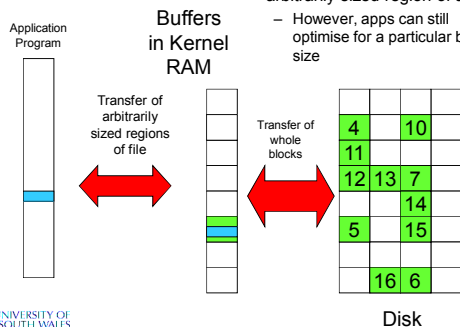 Application
Program
Buffers
in Kernel
RAM
– However, apps can still
optimise for a particular b
size
Transfer of
arbitrarily
sized regions
of file
Transfer of
whole
blocks
4 10
11
12 13 7
14
5 15
16 6
Disk